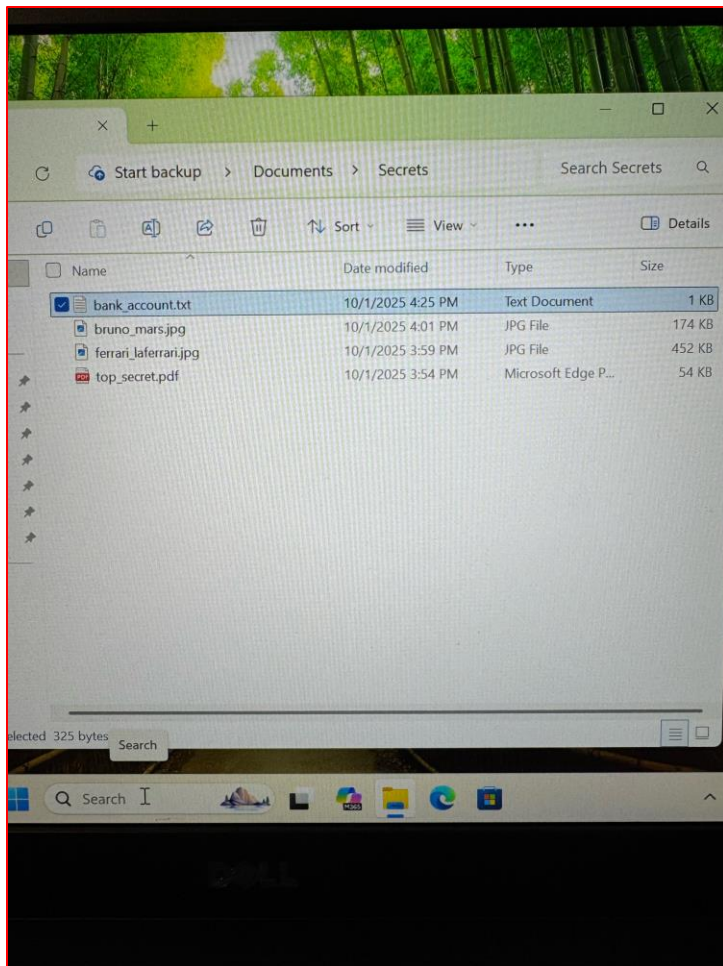 Start backup > Documents > Secrets Search Secrets
Sort View ... Details
Name Date modified Type Size
bank_account.txt 10/1/2025 4:25 PM Text Document 1 KB
bruno_mars.jpg 10/1/2025 4:01 PM JPG File 174 KB
ferrari_laferrari.jpg 10/1/2025 3:59 PM JPG File 452 KB
top_secret.pdf 10/1/2025 3:54 PM Microsoft Edge P... 54 KB
elected 325 bytes
Search
Search
M365
DELL